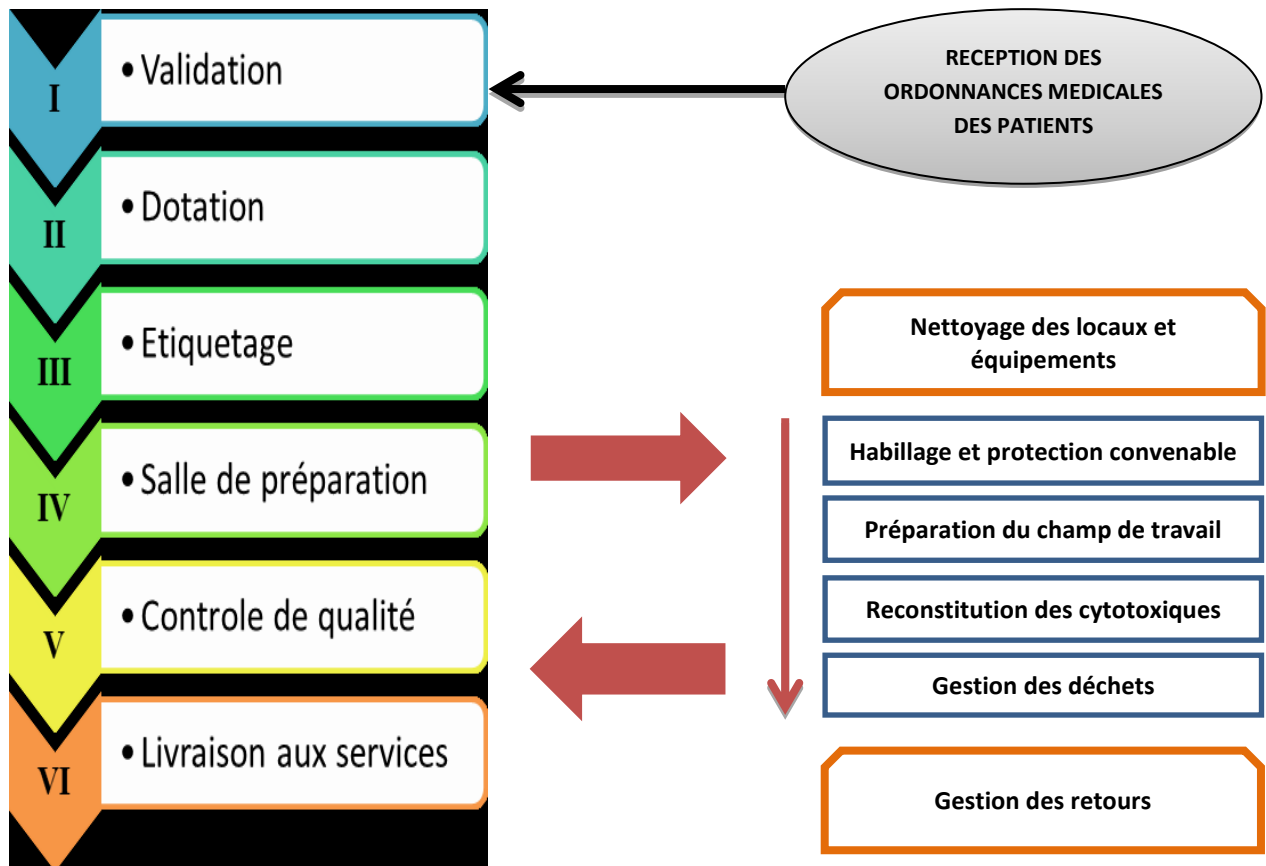 I
• Validation
II
• Dotation
III
• Etiquetage
IV
• Salle de préparation
V
• Controle de qualité
VI
• Livraison aux services
RECEPTION DES
ORDONNANCES MEDICALES
DES PATIENTS
Nettoyage des locaux et
équipements
Habillage et protection convenable
Préparation du champ de travail
Reconstitution des cytotoxiques
Gestion des déchets
Gestion des retours